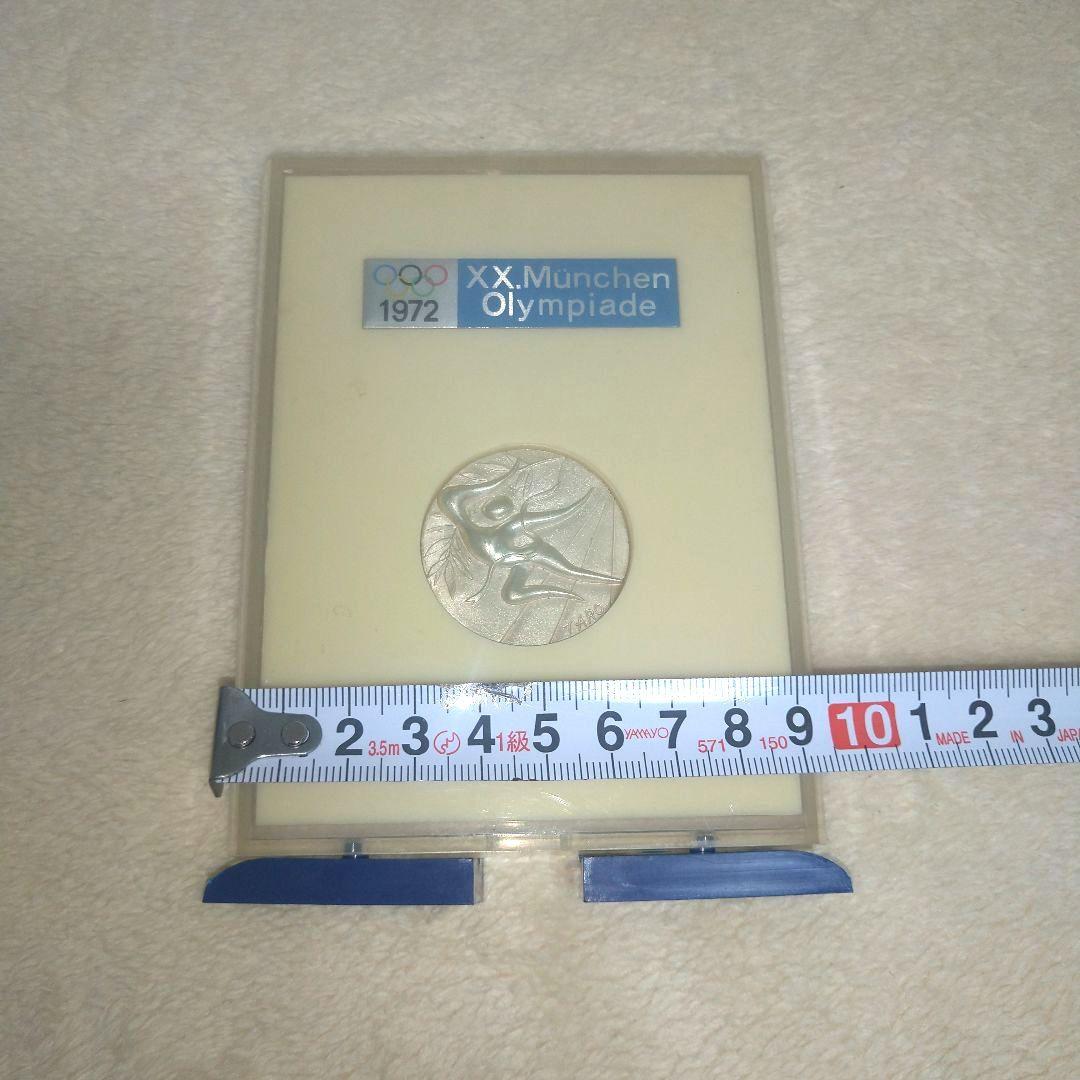 1972
XX.München
Olympiade
TARO
2 3 4 5 6 7 8 9 10 1 2 3
3.5m 1級 YAMAYO 571 150 MADE IN JAPA